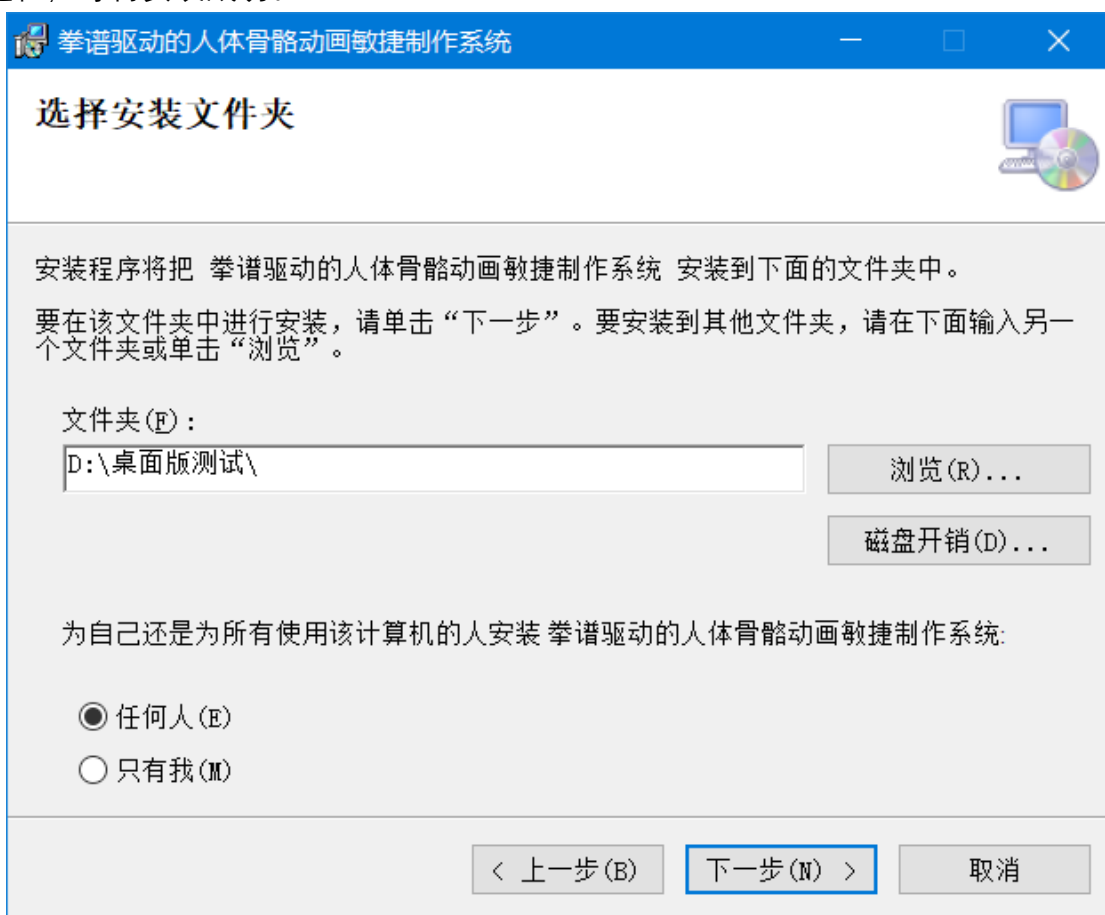 拳谱驱动的人体骨骼动画敏捷制作系统
选择安装文件夹
安装程序将把 拳谱驱动的人体骨骼动画敏捷制作系统 安装到下面的文件夹中。
要在该文件夹中进行安装，请单击“下一步”。要安装到其他文件夹，请在下面输入另一
个文件夹或单击“浏览”。
文件夹(F)：
D:\桌面版测试\
浏览(R)...
磁盘开销(D)...
为自己还是为所有使用该计算机的人安装 拳谱驱动的人体骨骼动画敏捷制作系统:
任何人(E)
只有我(M)
< 上一步(B)
下一步(N) >
取消